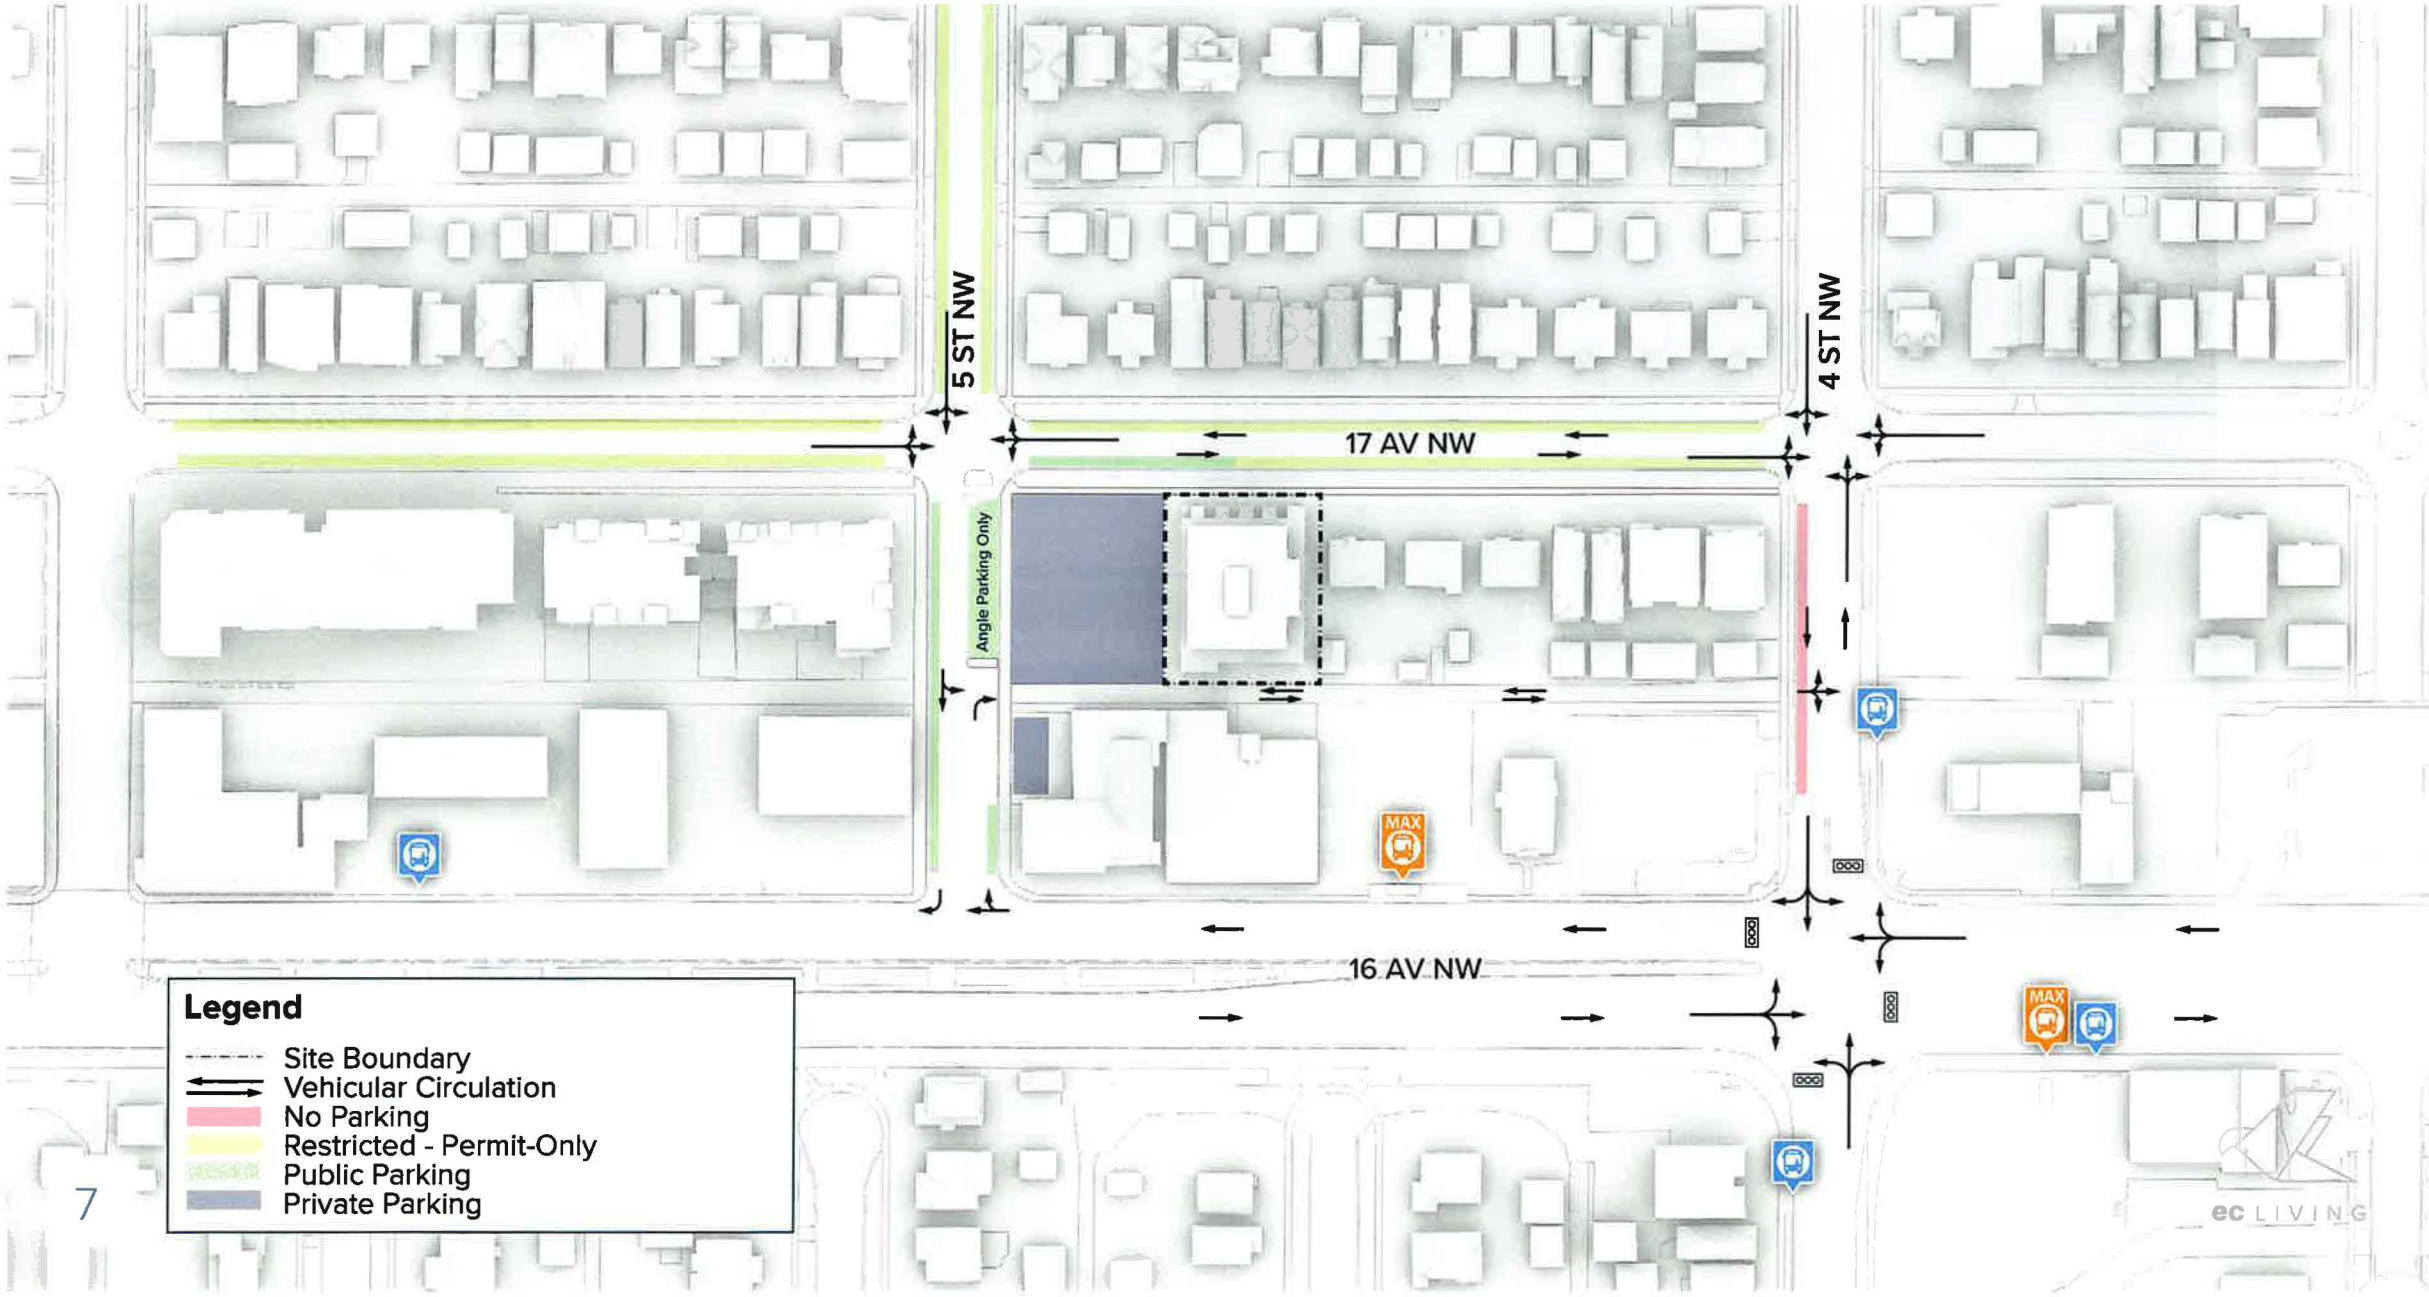 5 ST NW
4 ST NW
17 AV NW
Angle Parking Only
MAX
16 AV NW
MAX
Legend
Site Boundary
Vehicular Circulation
No Parking
Restricted - Permit-Only
Public Parking
Private Parking
7
ec LIVING